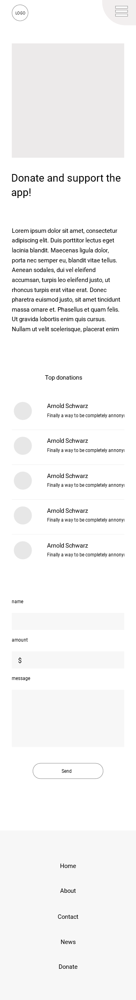 LOGO
Donate and support the
app!
Lorem ipsum dolor sit amet, consectetur
adipiscing elit. Duis porttitor lectus eget
lacinia blandit. Maecenas ligula dolor,
porta nec semper eu, blandit vitae tellus.
Aenean sodales, dui vel eleifend
accumsan, turpis leo eleifend justo, ut
rhoncus turpis erat vitae erat. Donec
pharetra euismod justo, sit amet tincidunt
massa ornare et. Phasellus et quam felis.
Ut gravida lobortis enim quis cursus.
Nullam ut velit scelerisque, placerat enim
Top donations
Arnold Schwarz
Finally a way to be completely
Arnold Schwarz
Finally a way to be completely
Arnold Schwarz
Finally a way to be completely
Arnold Schwarz
Finally a way to be completely
Arnold Schwarz
Finally a way to be completely
name
amount
$
message
Send
Home
About
Contact
News
Donate